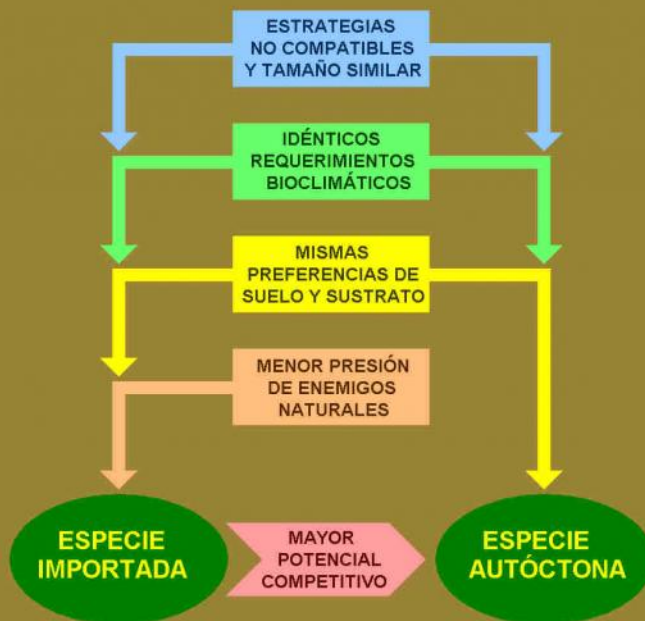 ESTRATEGIAS
NO COMPATIBLES
Y TAMAÑO SIMILAR
IDÉNTICOS
REQUERIMIENTOS
BIOCLIMÁTICOS
MISMAS
PREFERENCIAS DE
SUELO Y SUSTRATO
MENOR PRESIÓN
DE ENEMIGOS
NATURALES
ESPECIE
IMPORTADA
MAYOR
POTENCIAL
COMPETITIVO
ESPECIE
AUTÓCTONA